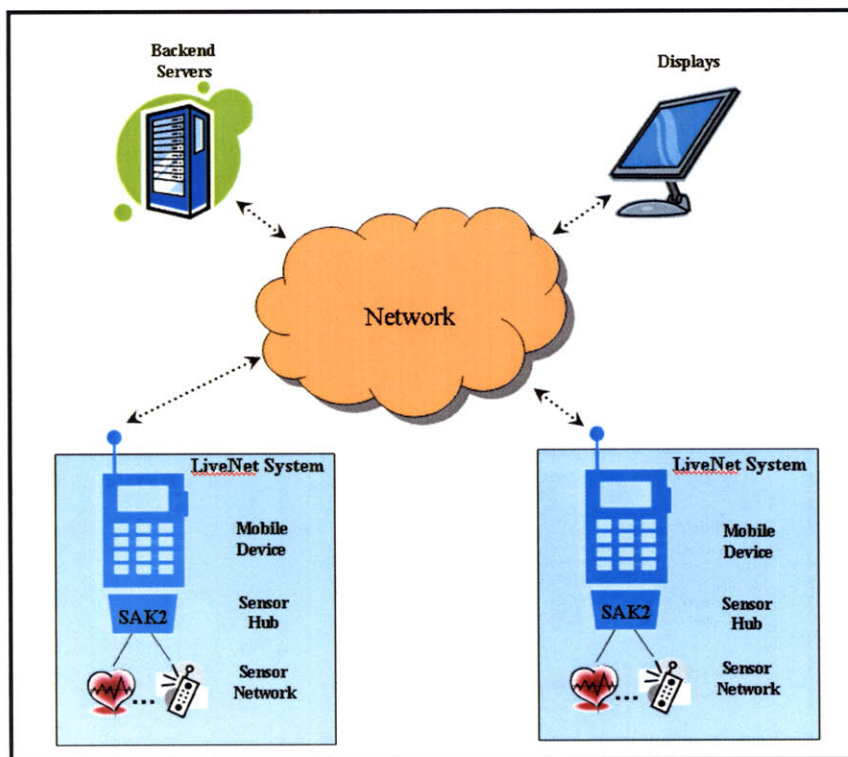 Backend
Servers
Displays
Network
LiveNet System
Mobile
Device
SAK2
Sensor
Hub
Sensor
Network
LiveNet System
Mobile
Device
SAK2
Sensor
Hub
Sensor
Network